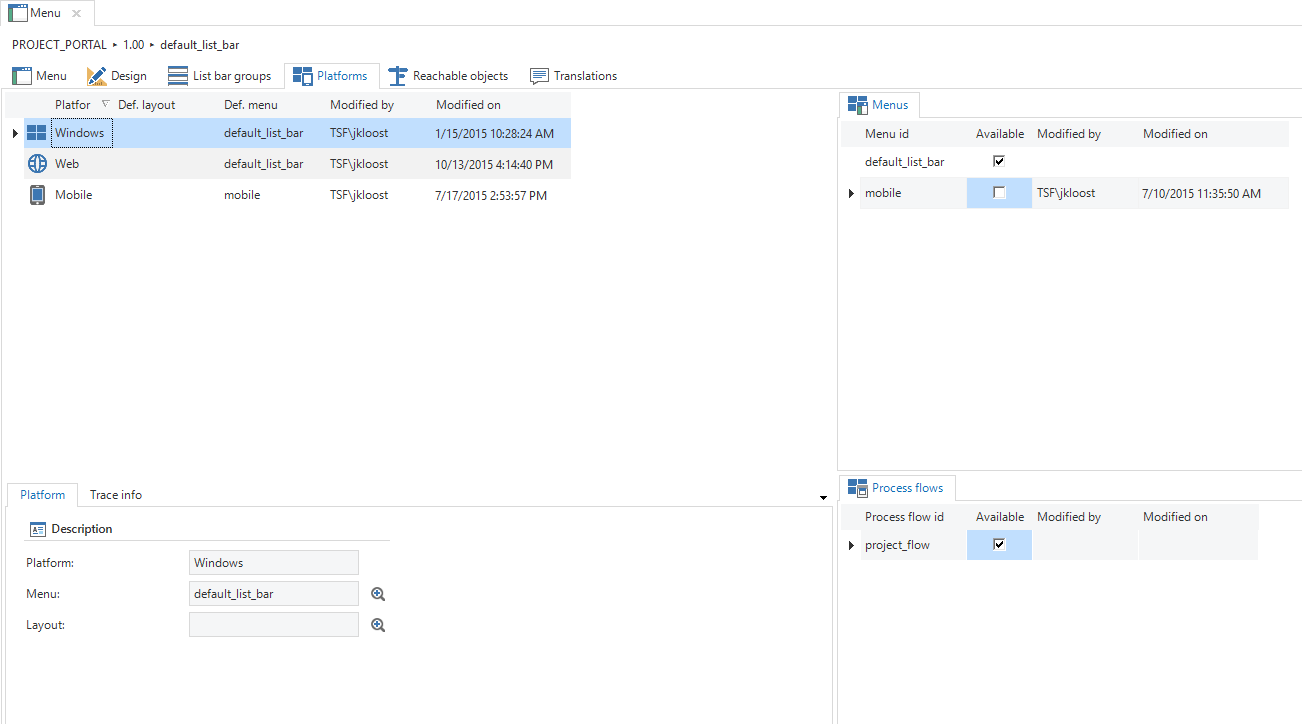 Menu
PROJECT_PORTAL ▸ 1.00 ▸ default_list_bar
Menu Design List bar groups Platforms Reachable objects Translations
Platfor Def. layout Def. menu Modified by Modified on
Windows default_list_bar TSF\jkloost 1/15/2015 10:28:24 AM
Web default_list_bar TSF\jkloost 10/13/2015 4:14:40 PM
Mobile mobile TSF\jkloost 7/17/2015 2:53:57 PM
Menus
Menu id Available Modified by Modified on
default_list_bar
mobile TSF\jkloost 7/10/2015 11:35:50 AM
Platform Trace info
Description
Platform: Windows
Menu: default_list_bar
Layout:
Process flows
Process flow id Available Modified by Modified on
project_flow